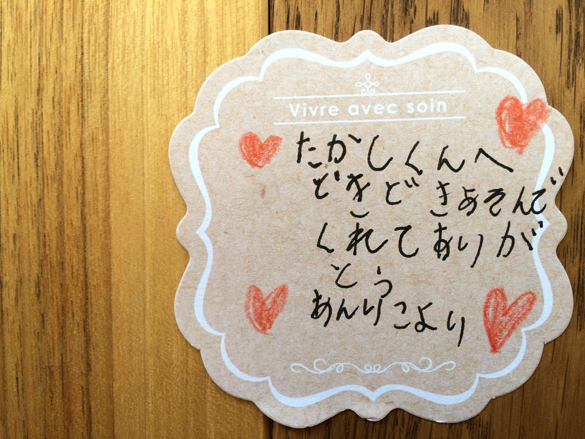 Vivre avec soin
たかしくんへ
どきどきあそんで
くれてありが
とう
あんりこより